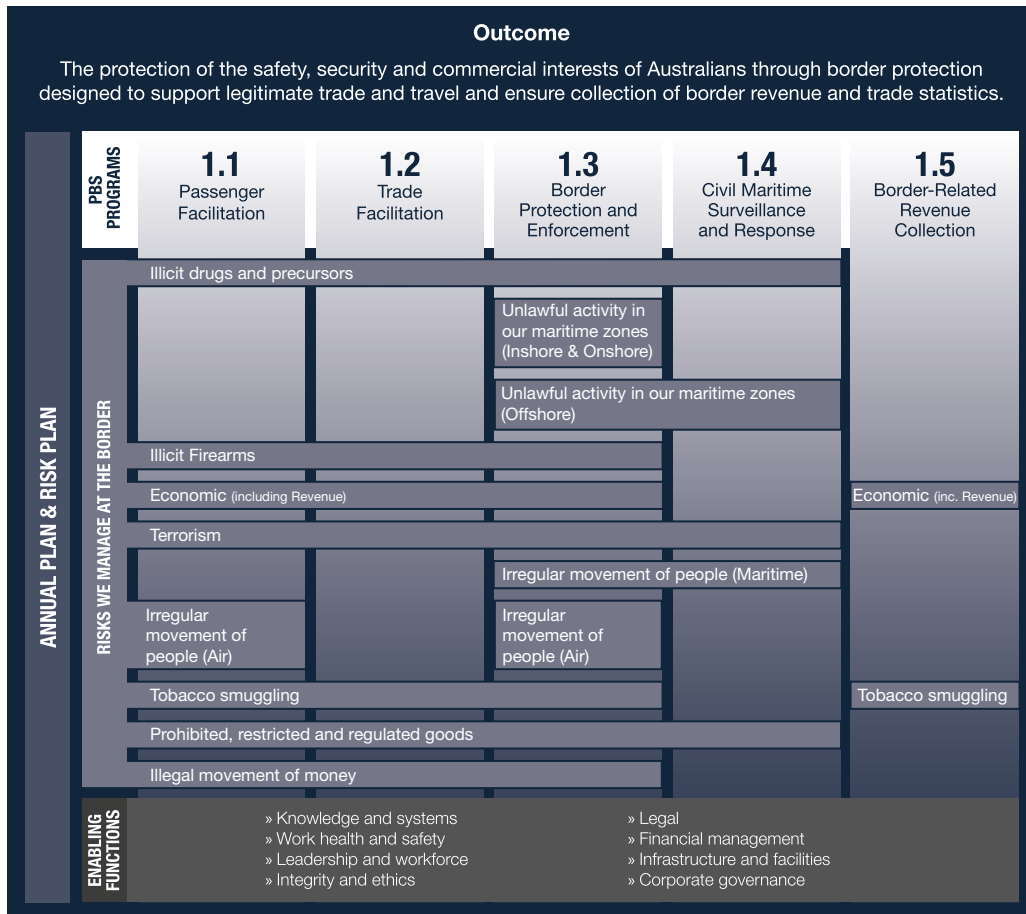 Outcome
The protection of the safety, security and commercial interests of Australians through border protection
designed to support legitimate trade and travel and ensure collection of border revenue and trade statistics.
ANNUAL PLAN & RISK PLAN
PBS
PROGRAMS
1.1
Passenger
Facilitation
1.2
Trade
Facilitation
1.3
Border
Protection and
Enforcement
1.4
Civil Maritime
Surveillance
and Response
1.5
Border-Related
Revenue
Collection
RISKS WE MANAGE AT THE BORDER
Illicit drugs and precursors
Unlawful activity in
our maritime zones
(Inshore & Onshore)
Unlawful activity in our maritime zones
(Offshore)
Illicit Firearms
Economic (including Revenue)
Economic (inc. Revenue)
Terrorism
Irregular movement of people (Maritime)
Irregular
movement of
people (Air)
Irregular
movement of
people (Air)
Tobacco smuggling
Tobacco smuggling
Prohibited, restricted and regulated goods
Illegal movement of money
ENABLING
FUNCTIONS
» Knowledge and systems
» Work health and safety
» Leadership and workforce
» Integrity and ethics
» Legal
» Financial management
» Infrastructure and facilities
» Corporate governance